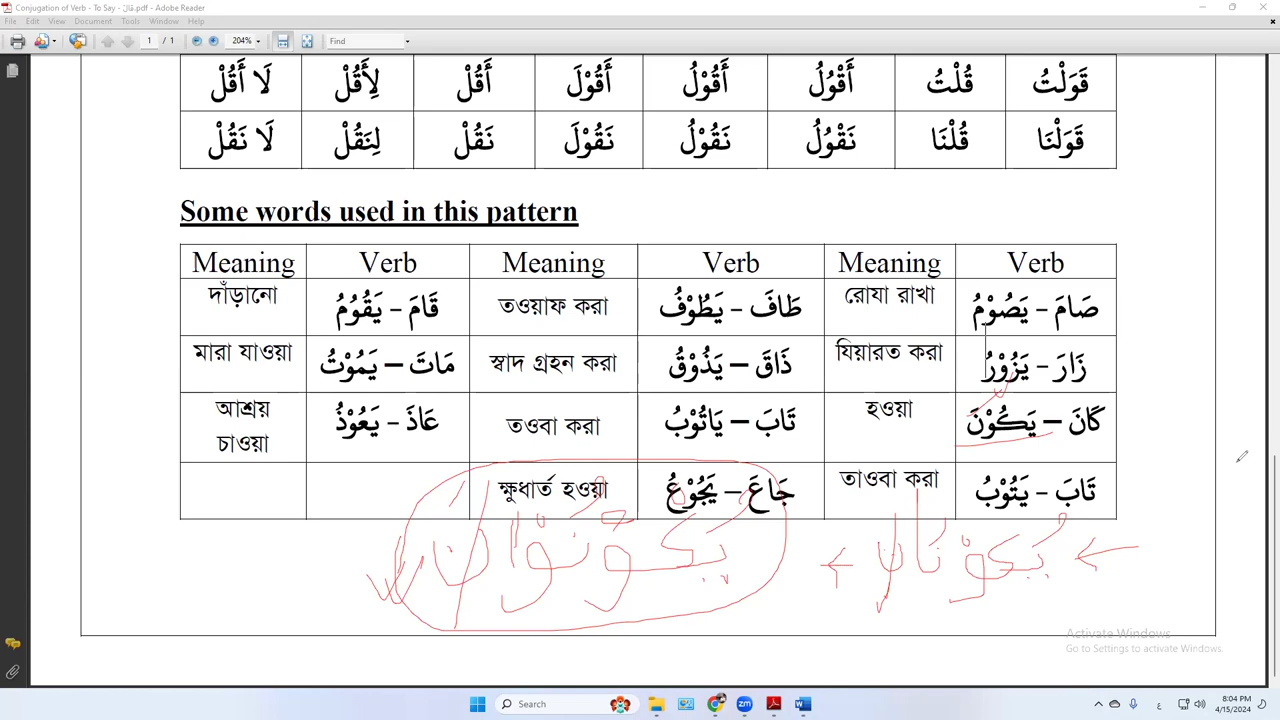 Conjugation of Verb - To Say - قال.pdf - Adobe Reader
File Edit View Document Tools Window Help
1 / 1 204% Find
قَوَلْتُ قُلْتُ أَقْوُلُ أَقُوْلُ أَقُوْلَ أَقُلْ لِأَقُلْ لَا أَقُلْ
قَوَلْنَا قُلْنَا نَقْوُلُ نَقُوْلُ نَقُوْلَ نَقُلْ لِنَقُلْ لَا نَقُلْ
Some words used in this pattern
Meaning Verb Meaning Verb Meaning Verb
দাঁড়ানো قَامَ - يَقُوُمُ তওয়াফ করা طَافَ - يَطُوْفُ রোযা রাখা صَامَ - يَصُوْمُ
মারা যাওয়া مَاتَ – يَمُوْتُ স্বাদ গ্রহন করা ذَاقَ – يَذُوْقُ যিয়ারত করা زَارَ - يَزُوْرُ
আশ্রয় চাওয়া عَاذَ - يَعُوْذُ তওবা করা تَابَ – يَاتُوْبُ হওয়া كَانَ – يَكُوْنَ
ক্ষুধার্ত হওয়া جَاعَ – يَجُوْعُ তাওবা করা تَابَ - يَتُوْبُ
يَكُوْنَانِ
يَكُوْنُوْا
Activate Windows
Go to Settings to activate Windows.
Search
8:04 PM
4/15/2024